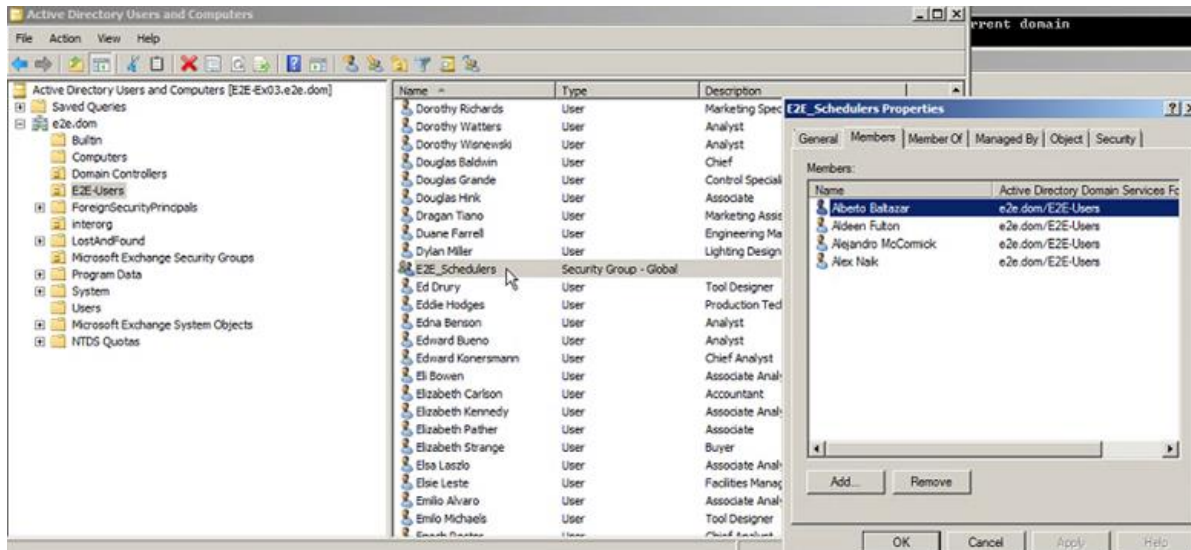 Active Directory Users and Computers
rrent domain
File Action View Help
Active Directory Users and Computers [E2E-Ex03.e2e.dom]
Saved Queries
e2e.dom
Builtin
Computers
Domain Controllers
E2E-Users
ForeignSecurityPrincipals
interorg
LostAndFound
Microsoft Exchange Security Groups
Program Data
System
Users
Microsoft Exchange System Objects
NTDS Quotas
Name Type Description
Dorothy Richards User Marketing Spec
Dorothy Watters User Analyst
Dorothy Wisnewski User Analyst
Douglas Baldwin User Chief
Douglas Grande User Control Speciali
Douglas Hink User Associate
Dragan Tiano User Marketing Assis
Duane Farrell User Engineering Ma
Dylan Miller User Lighting Design
E2E_Schedulers Security Group - Global
Ed Drury User Tool Designer
Eddie Hodges User Production Tech
Edna Benson User Analyst
Edward Bueno User Analyst
Edward Konersmann User Chief Analyst
Eli Bowen User Associate Analy
Elizabeth Carlson User Accountant
Elizabeth Kennedy User Associate Analy
Elizabeth Pather User Associate
Elizabeth Strange User Buyer
Elsa Laszlo User Associate Analy
Elsie Leste User Facilities Manag
Emilio Alvaro User Associate Analy
Emilo Michaels User Tool Designer
User Chief Analyst
E2E_Schedulers Properties
General Members Member Of Managed By Object Security
Members:
Name Active Directory Domain Services Fo
Alberto Baltazar e2e.dom/E2E-Users
Aldeen Fulton e2e.dom/E2E-Users
Alejandro McCormick e2e.dom/E2E-Users
Alex Naik e2e.dom/E2E-Users
Add... Remove
OK Cancel Apply Help